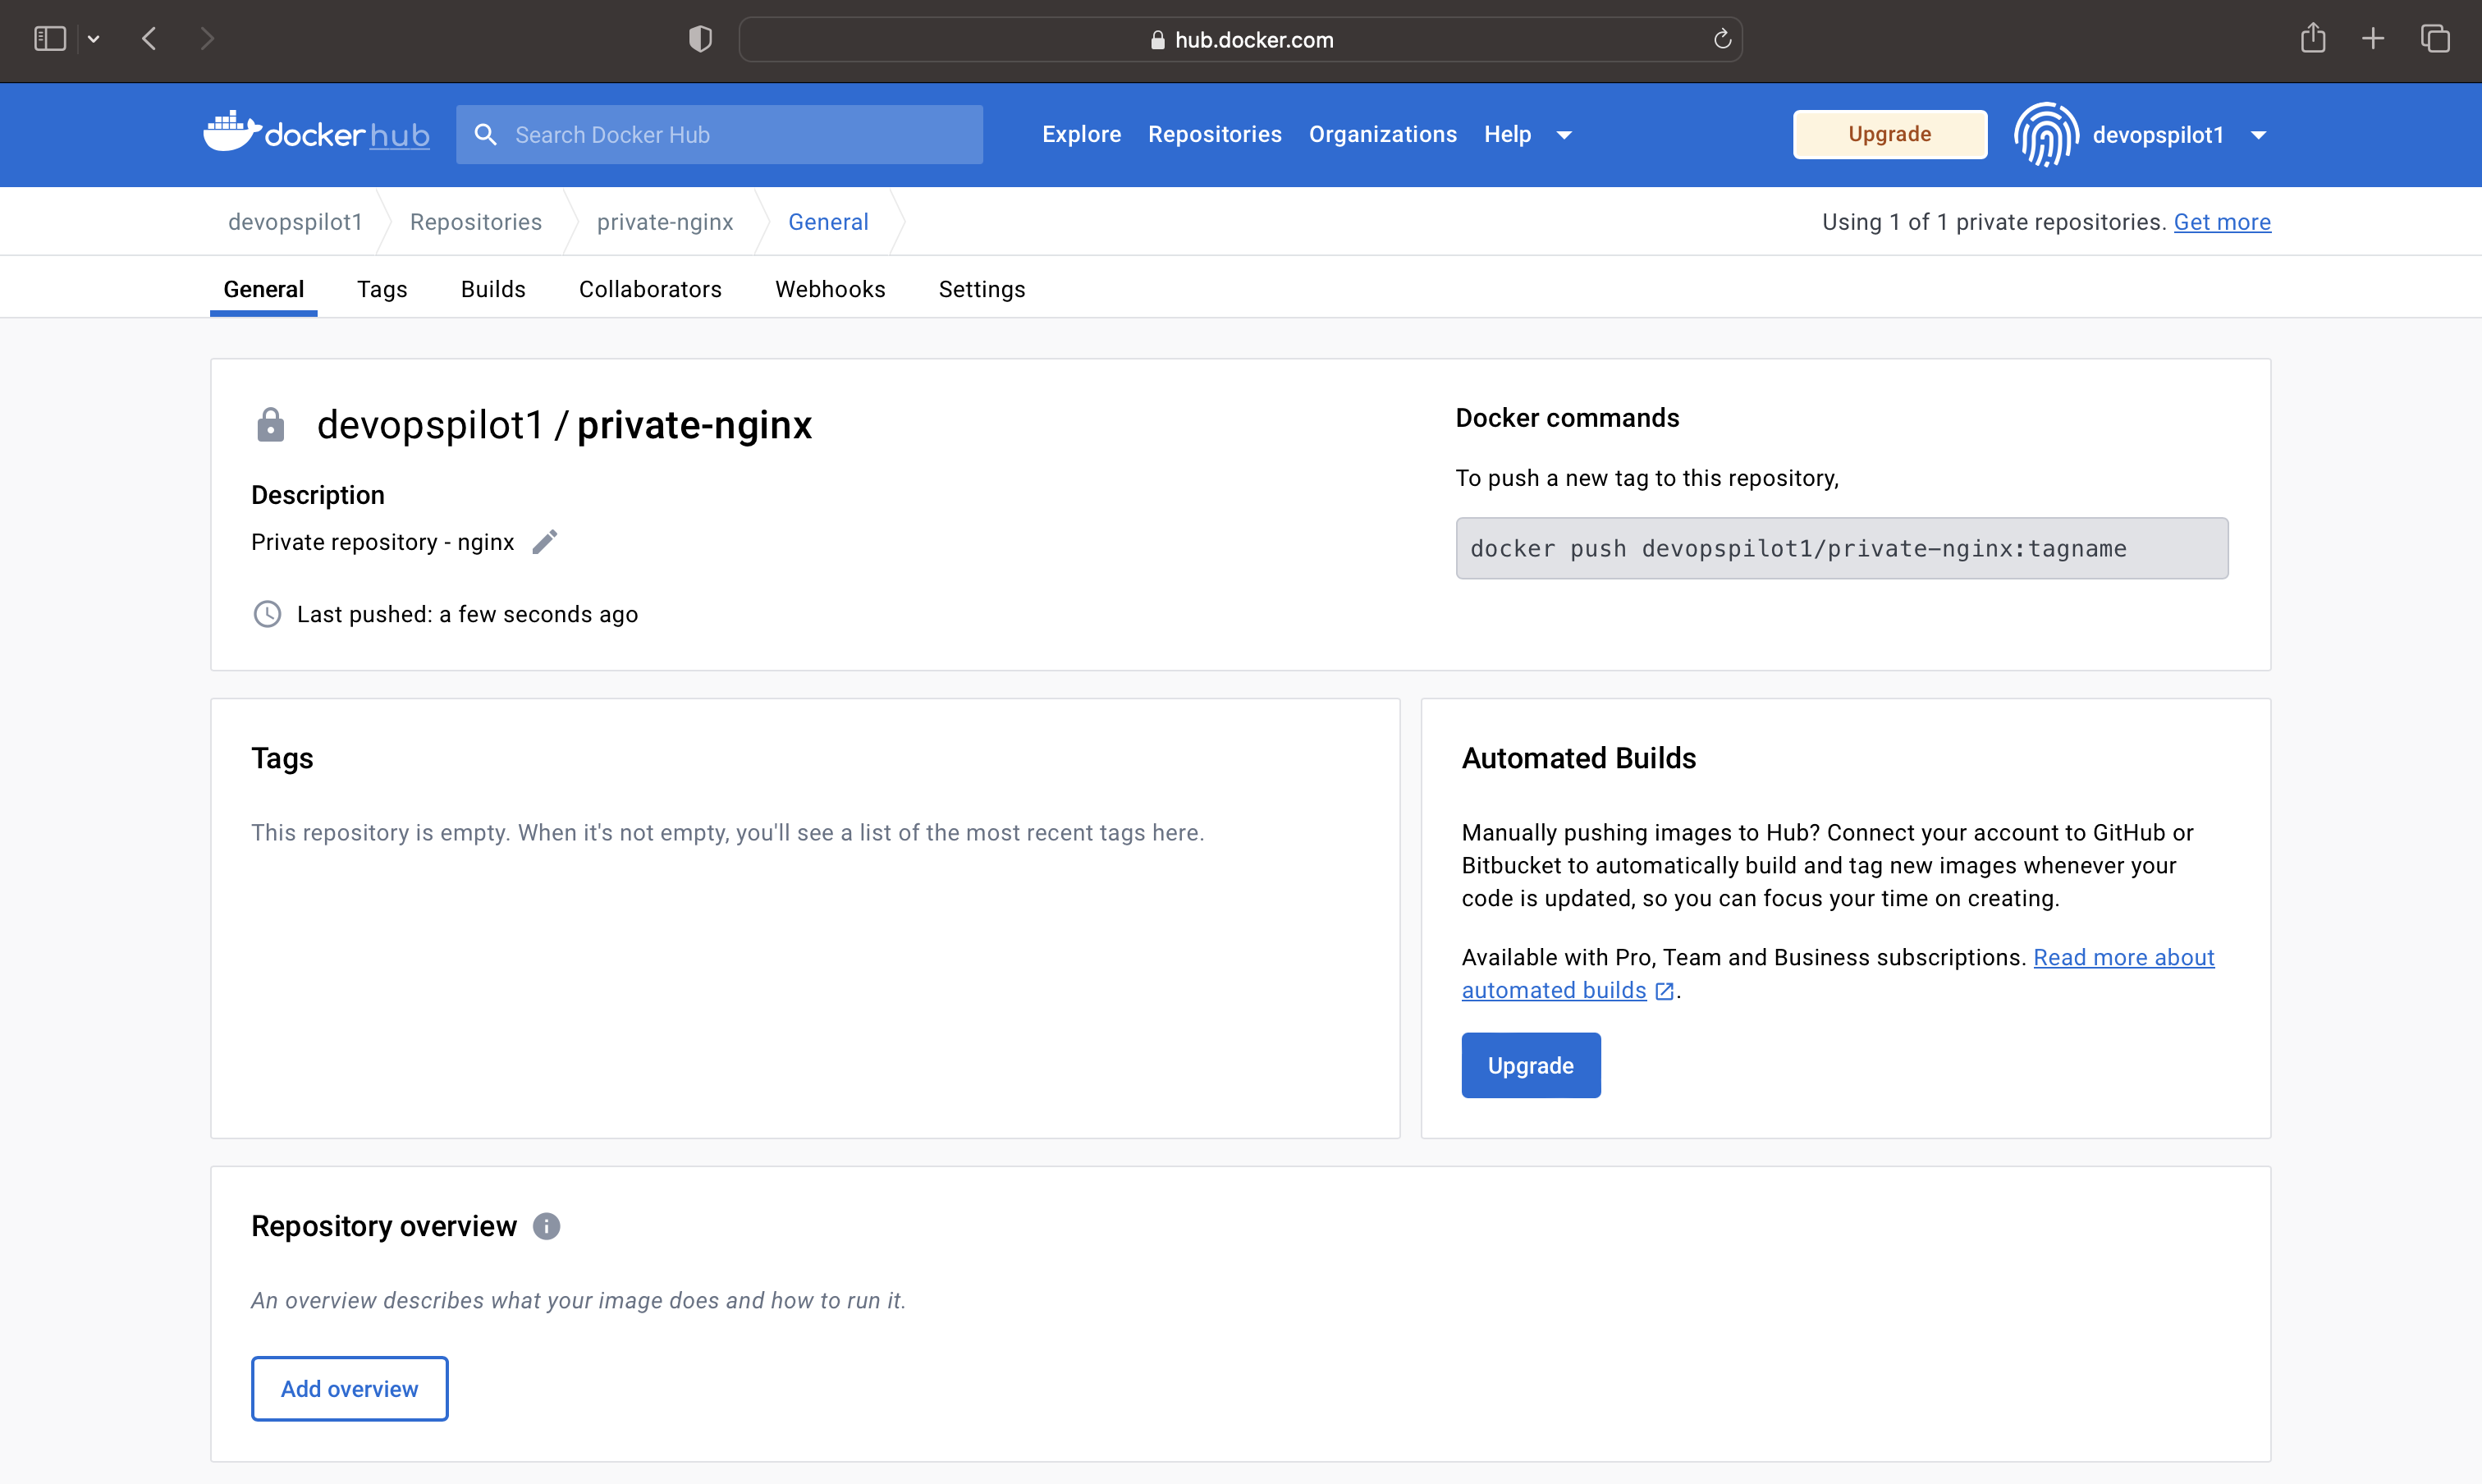 hub.docker.com
docker hub
Search Docker Hub
Explore Repositories Organizations Help
Upgrade
devopspilot1
devopspilot1 Repositories private-nginx General
Using 1 of 1 private repositories. Get more
General Tags Builds Collaborators Webhooks Settings
devopspilot1 / private-nginx
Description
Private repository - nginx
Last pushed: a few seconds ago
Docker commands
To push a new tag to this repository,
docker push devopspilot1/private-nginx:tagname
Tags
This repository is empty. When it's not empty, you'll see a list of the most recent tags here.
Automated Builds
Manually pushing images to Hub? Connect your account to GitHub or
Bitbucket to automatically build and tag new images whenever your
code is updated, so you can focus your time on creating.
Available with Pro, Team and Business subscriptions. Read more about
automated builds .
Upgrade
Repository overview
An overview describes what your image does and how to run it.
Add overview